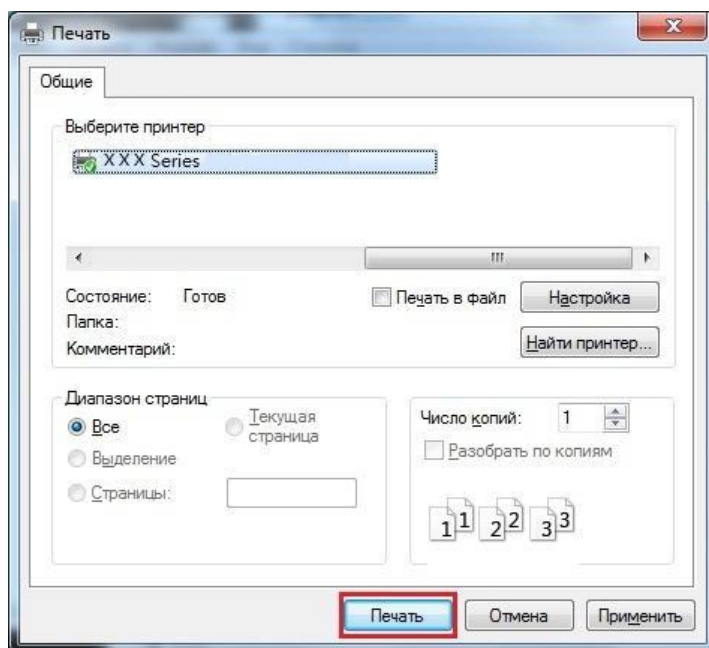 Печать
Общие
Выберите принтер
X X X Series
Состояние: Готов
Печать в файл
Настройка
Папка:
Комментарий:
Найти принтер...
Диапазон страниц
Все
Текущая
страница
Выделение
Страницы:
Число копий: 1
Разобрать по копиям
1 1 2 2 3 3
Печать
Отмена
Применить